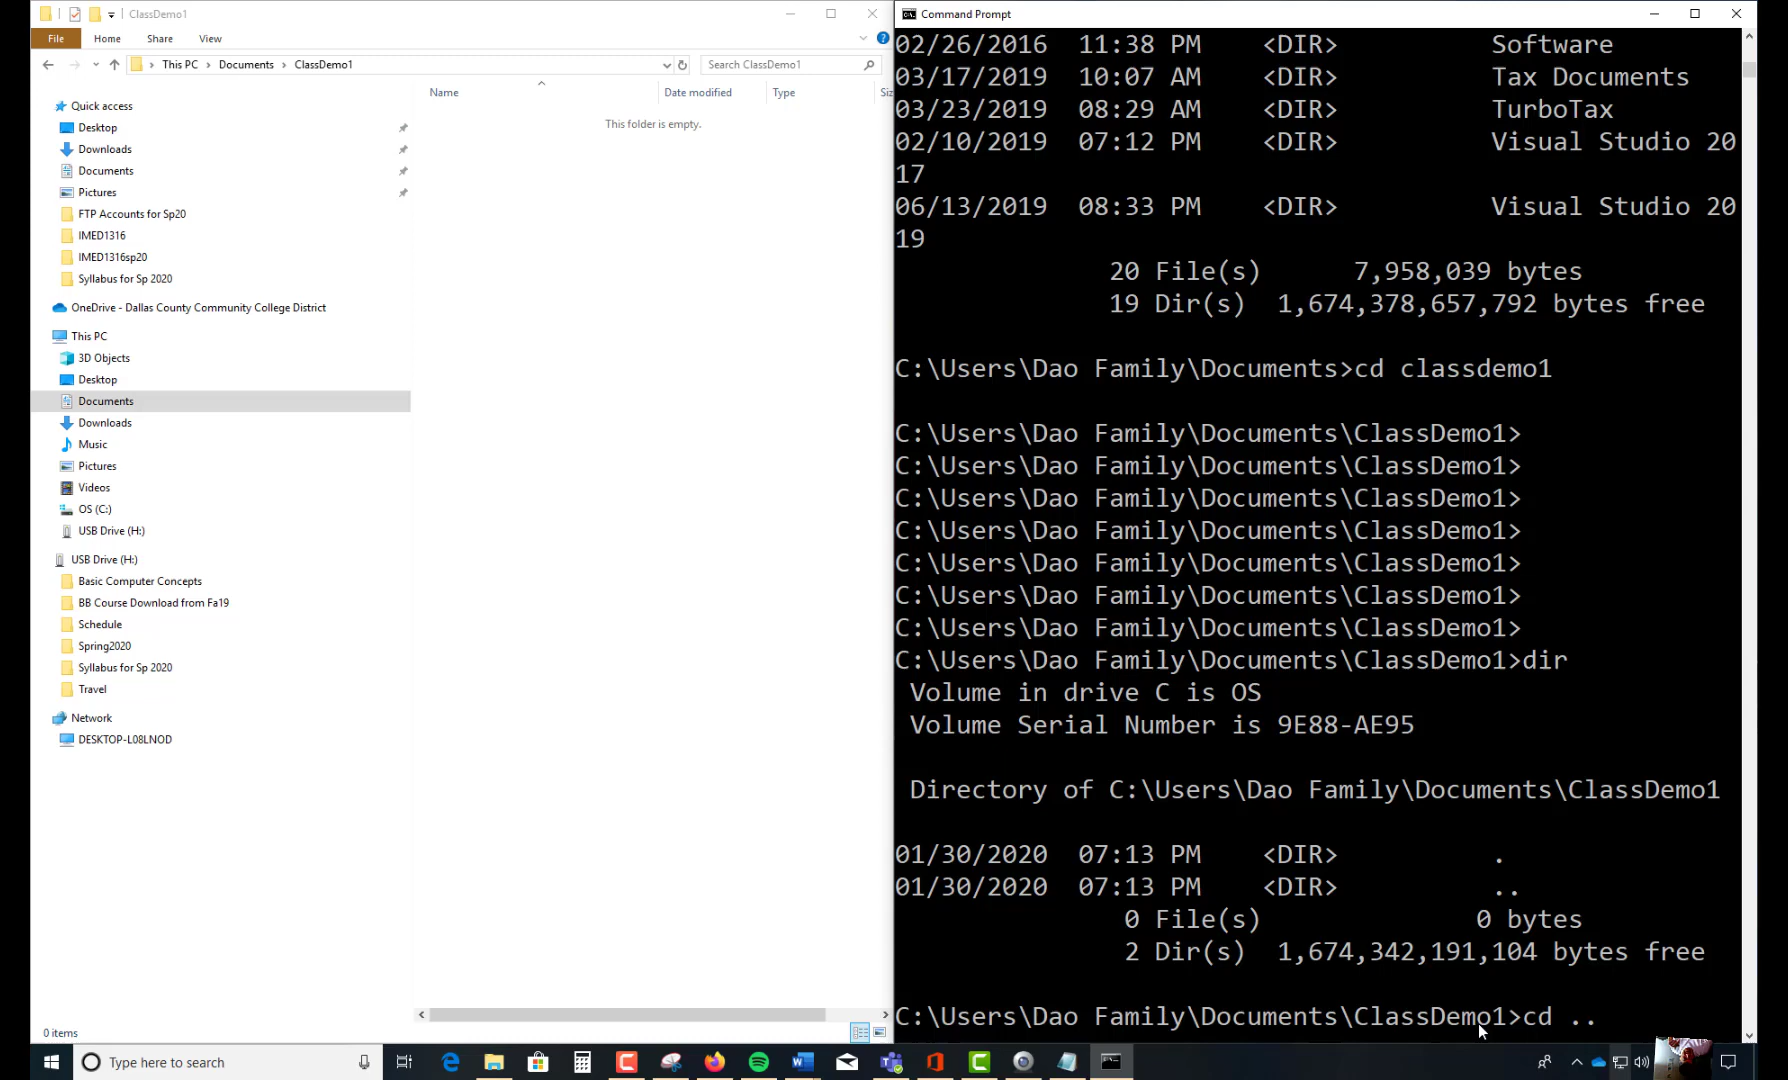 ClassDemo1
File
Home
Share
View
This PC
Documents
ClassDemo1
Search ClassDemo1
Name
Date modified
Type
Siz
This folder is empty.
Quick access
Desktop
Downloads
Documents
Pictures
FTP Accounts for Sp20
IMED1316
IMED1316sp20
Syllabus for Sp 2020
OneDrive - Dallas County Community College District
This PC
3D Objects
Desktop
Documents
Downloads
Music
Pictures
Videos
OS (C:)
USB Drive (H:)
USB Drive (H:)
Basic Computer Concepts
BB Course Download from Fa19
Schedule
Spring2020
Syllabus for Sp 2020
Travel
Network
DESKTOP-L08LNOD
0 items
Command Prompt
02/26/2016  11:38 PM    <DIR>          Software
03/17/2019  10:07 AM    <DIR>          Tax Documents
03/23/2019  08:29 AM    <DIR>          TurboTax
02/10/2019  07:12 PM    <DIR>          Visual Studio 20
17
06/13/2019  08:33 PM    <DIR>          Visual Studio 20
19
20 File(s)      7,958,039 bytes
19 Dir(s)  1,674,378,657,792 bytes free
C:\Users\Dao Family\Documents>cd classdemo1
C:\Users\Dao Family\Documents\ClassDemo1>
C:\Users\Dao Family\Documents\ClassDemo1>
C:\Users\Dao Family\Documents\ClassDemo1>
C:\Users\Dao Family\Documents\ClassDemo1>
C:\Users\Dao Family\Documents\ClassDemo1>
C:\Users\Dao Family\Documents\ClassDemo1>
C:\Users\Dao Family\Documents\ClassDemo1>
C:\Users\Dao Family\Documents\ClassDemo1>dir
Volume in drive C is OS
Volume Serial Number is 9E88-AE95
Directory of C:\Users\Dao Family\Documents\ClassDemo1
01/30/2020  07:13 PM    <DIR>          .
01/30/2020  07:13 PM    <DIR>          ..
0 File(s)              0 bytes
2 Dir(s)  1,674,342,191,104 bytes free
C:\Users\Dao Family\Documents\ClassDemo1>cd ..
Type here to search